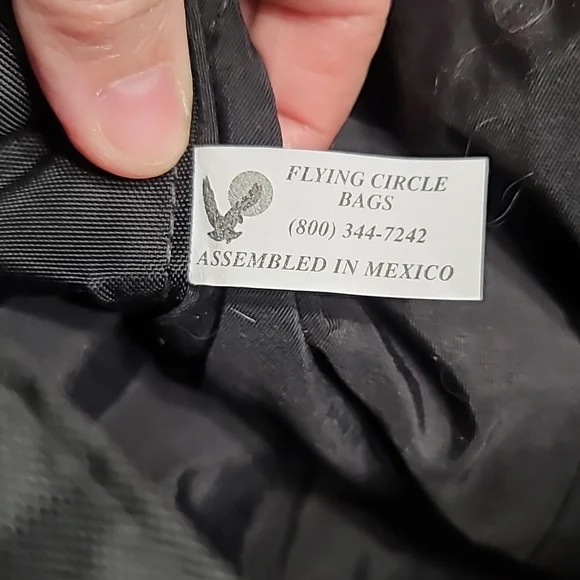 FLYING CIRCLE
BAGS
(800) 344-7242
ASSEMBLED IN MEXICO